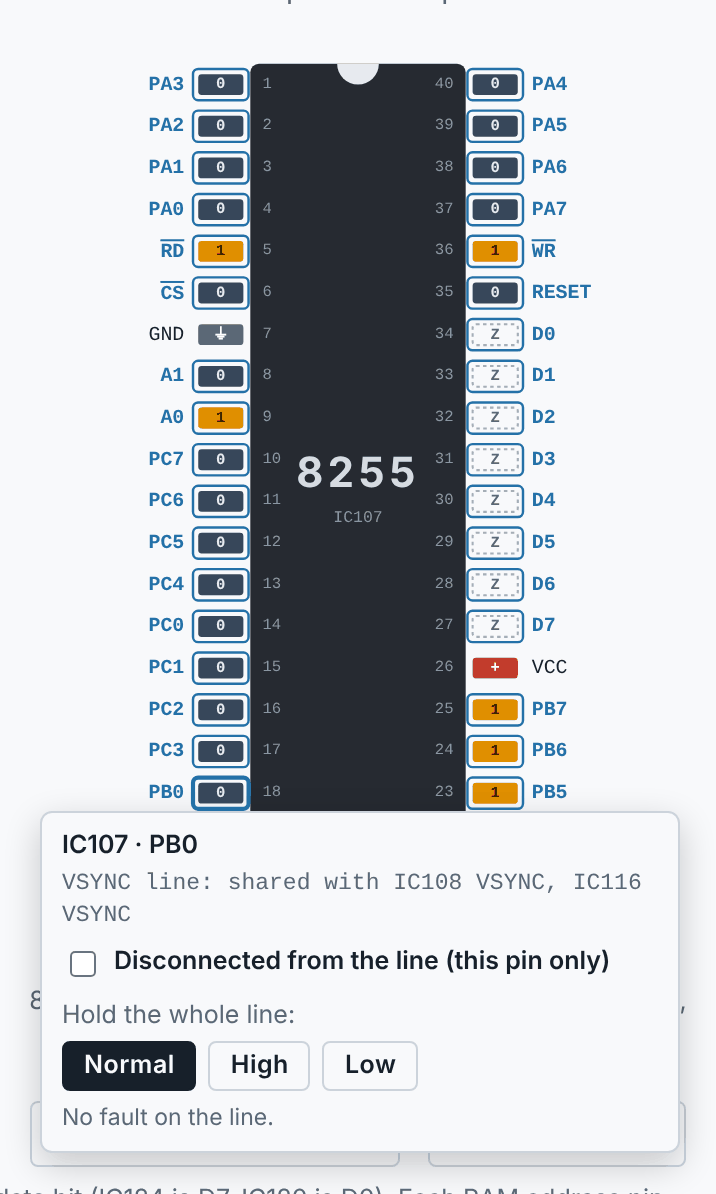 PA3 0 1 40 0 PA4
PA2 0 2 39 0 PA5
PA1 0 3 38 0 PA6
PA0 0 4 37 0 PA7
RD 1 5 36 1 WR
CS 0 6 35 0 RESET
GND 7 34 Z D0
A1 0 8 33 Z D1
A0 1 9 32 Z D2
PC7 0 10 8255 31 Z D3
PC6 0 11 IC107 30 Z D4
PC5 0 12 29 Z D5
PC4 0 13 28 Z D6
PC0 0 14 27 Z D7
PC1 0 15 26 + VCC
PC2 0 16 25 1 PB7
PC3 0 17 24 1 PB6
PB0 0 18 23 1 PB5
IC107 · PB0
VSYNC line: shared with IC108 VSYNC, IC116
VSYNC
Disconnected from the line (this pin only)
8 ,
Hold the whole line:
Normal High Low
No fault on the line.